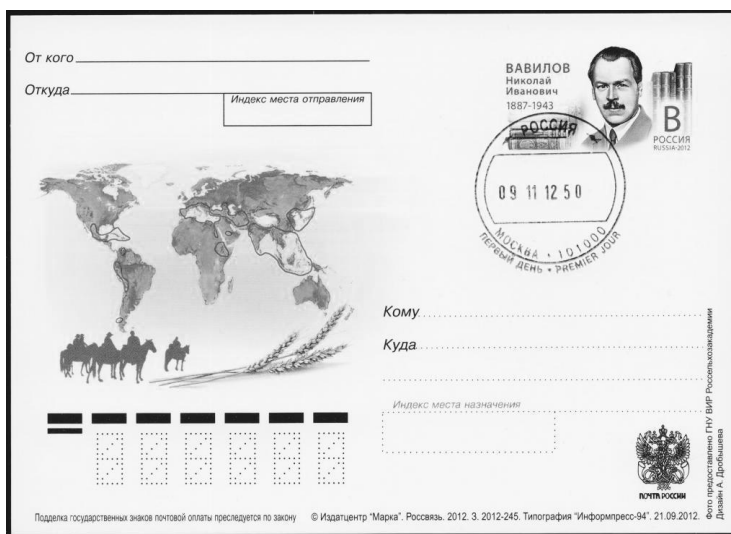 От кого
Откуда
Индекс места отправления
ВАВИЛОВ
Николай
Иванович
1887-1943
В
РОССИЯ
RUSSIA-2012
РОССИЯ
09 11 12 50
МОСКВА • 101000
ПЕРВЫЙ ДЕНЬ • PREMIER JOUR
Кому
Куда
Индекс места назначения
ПОЧТА РОССИИ
Фото предоставлено ГНУ ВИР Россельхозакадемии
Дизайн А. Дробышева
Подделка государственных знаков почтовой оплаты преследуется по закону
© Издатцентр "Марка". Россвязь. 2012. З. 2012-245. Типография "Информпресс-94". 21.09.2012.